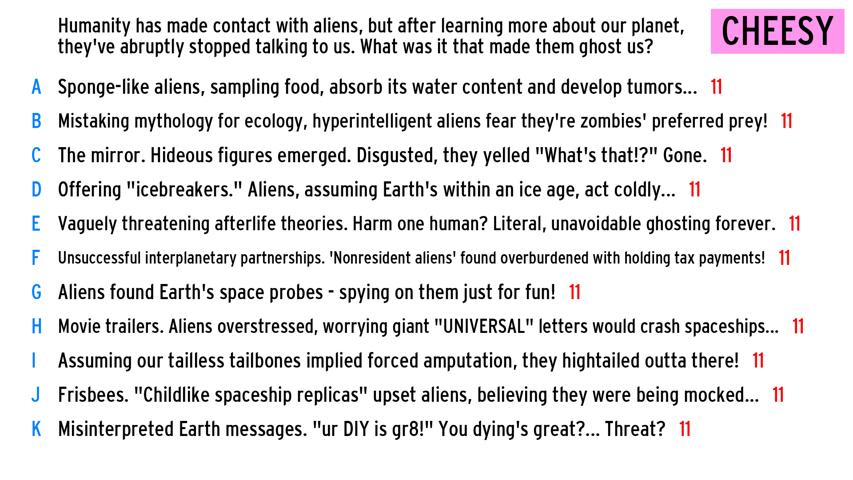 Humanity has made contact with aliens, but after learning more about our planet,
they've abruptly stopped talking to us. What was it that made them ghost us?
CHEESY
A Sponge-like aliens, sampling food, absorb its water content and develop tumors... 11
B Mistaking mythology for ecology, hyperintelligent aliens fear they're zombies' preferred prey! 11
C The mirror. Hideous figures emerged. Disgusted, they yelled "What's that!?" Gone. 11
D Offering "icebreakers." Aliens, assuming Earth's within an ice age, act coldly... 11
E Vaguely threatening afterlife theories. Harm one human? Literal, unavoidable ghosting forever. 11
F Unsuccessful interplanetary partnerships. 'Nonresident aliens' found overburdened with holding tax payments! 11
G Aliens found Earth's space probes - spying on them just for fun! 11
H Movie trailers. Aliens overstressed, worrying giant "UNIVERSAL" letters would crash spaceships... 11
I Assuming our tailless tailbones implied forced amputation, they hightailed outta there! 11
J Frisbees. "Childlike spaceship replicas" upset aliens, believing they were being mocked... 11
K Misinterpreted Earth messages. "ur DIY is gr8!" You dying's great?... Threat? 11